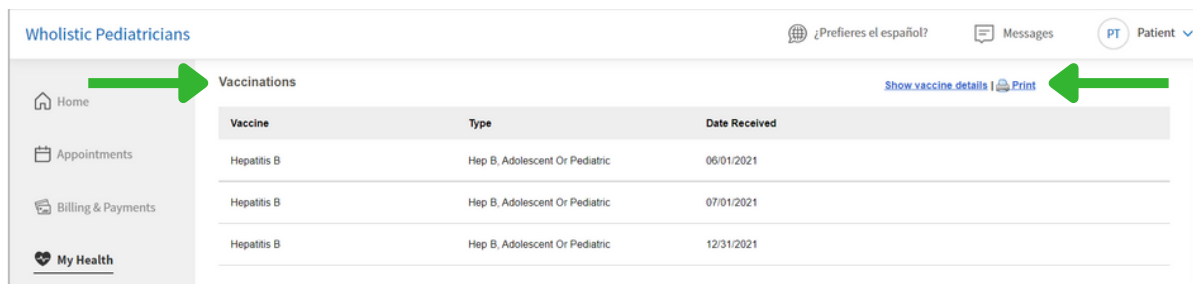 Wholistic Pediatricians
¿Prefieres el español?
Messages
PT
Patient
Home
Appointments
Billing & Payments
My Health
Vaccinations
Show vaccine details | Print
Vaccine Type Date Received
Hepatitis B Hep B, Adolescent Or Pediatric 06/01/2021
Hepatitis B Hep B, Adolescent Or Pediatric 07/01/2021
Hepatitis B Hep B, Adolescent Or Pediatric 12/31/2021